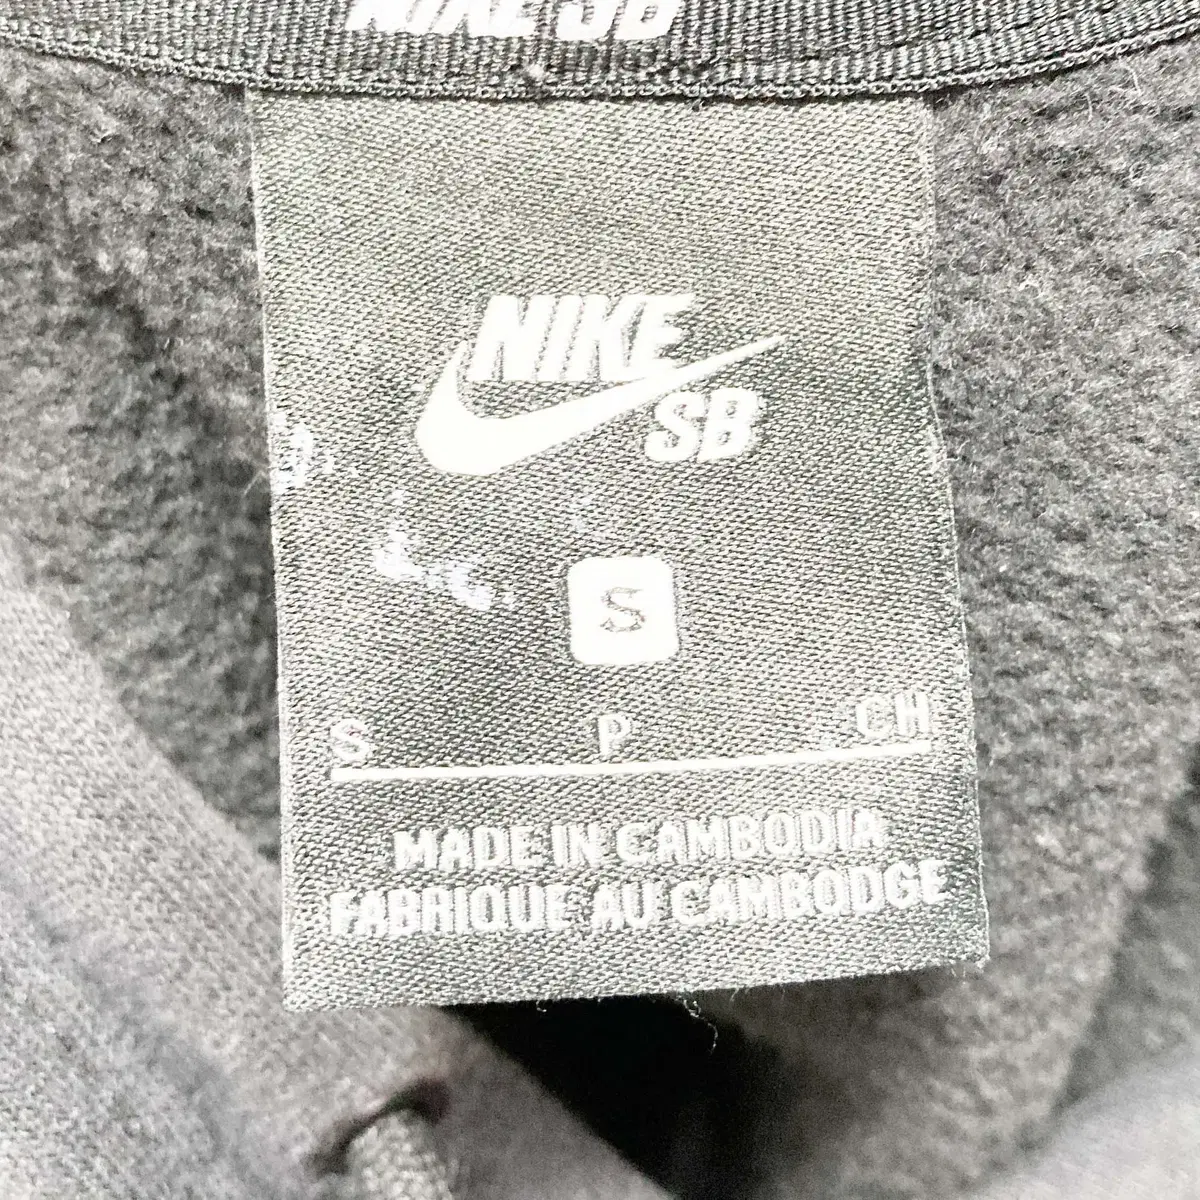 NIKE SB
NIKE
SB
S
S P CH
MADE IN CAMBODIA
FABRIQUE AU CAMBODGE